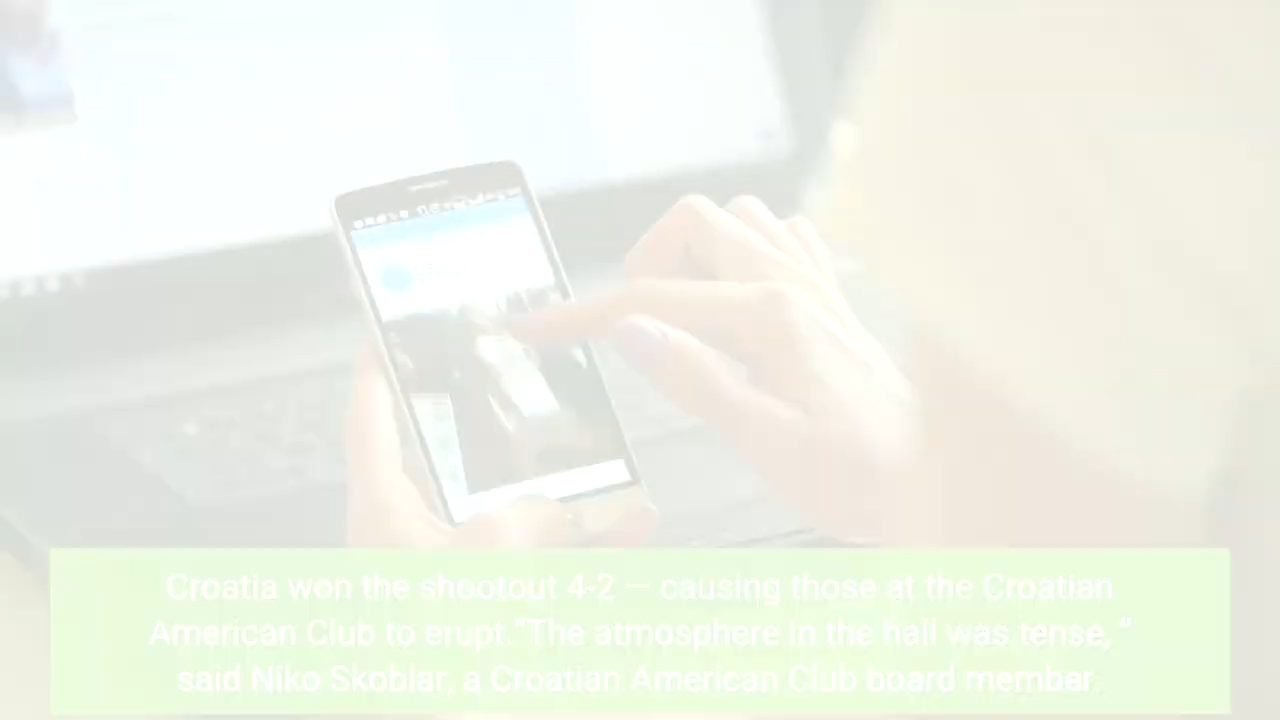 Croatia won the shootout 4-2 — causing those at the Croatian
American Club to erupt.“The atmosphere in the hall was tense, ”
said Niko Skoblar, a Croatian American Club board member.